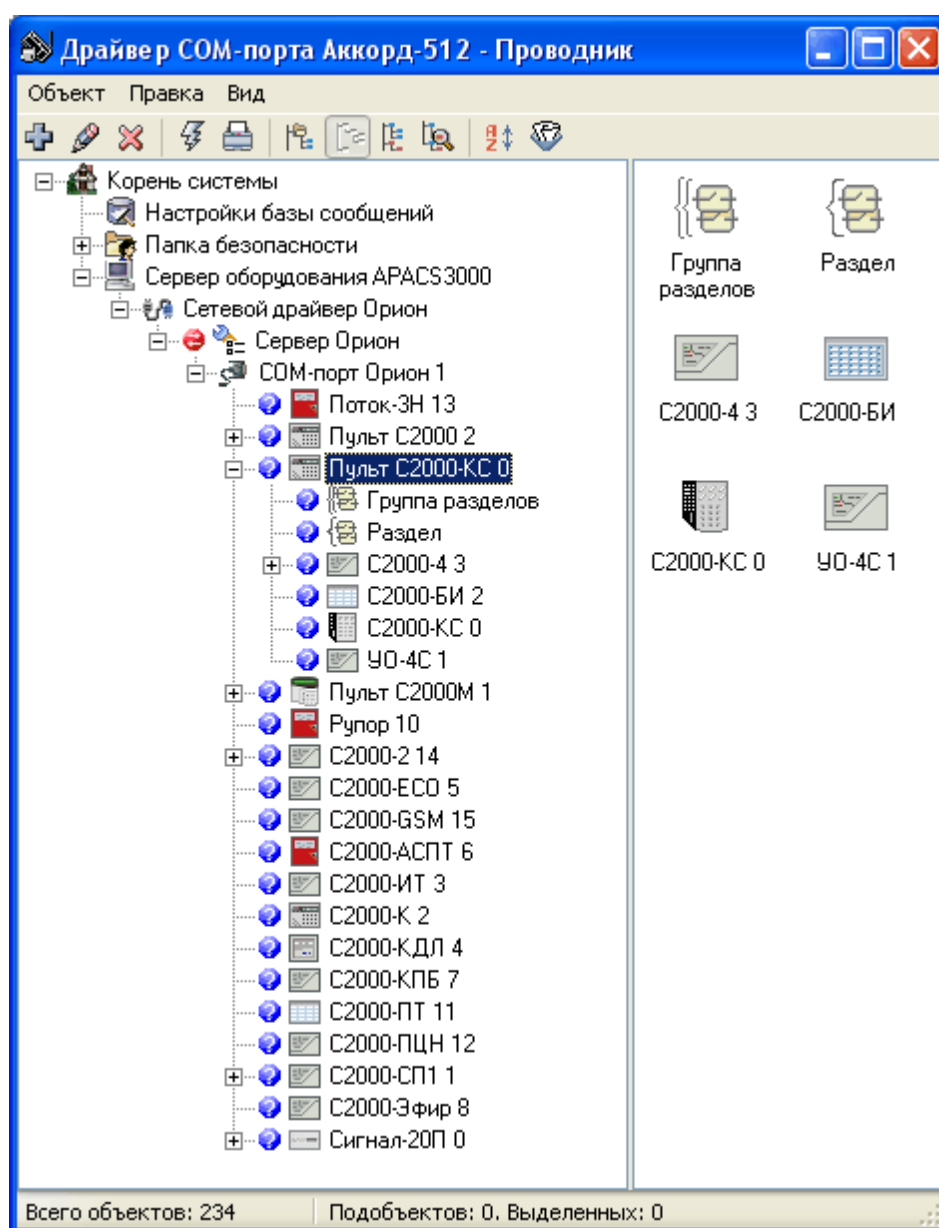 Драйвер COM-порта Аккорд-512 - Проводник
Объект Правка Вид
Корень системы
Настройки базы сообщений
Папка безопасности
Сервер оборудования APACS3000
Сетевой драйвер Орион
Сервер Орион
COM-порт Орион 1
Поток-3Н 13
Пульт С2000 2
Пульт С2000-КС 0
Группа разделов
Раздел
С2000-4 3
С2000-БИ 2
С2000-КС 0
УО-4С 1
Пульт С2000М 1
Рупор 10
С2000-2 14
С2000-ECO 5
С2000-GSM 15
С2000-АСПТ 6
С2000-ИТ 3
С2000-К 2
С2000-КДЛ 4
С2000-КПБ 7
С2000-ПТ 11
С2000-ПЦН 12
С2000-СП1 1
С2000-Эфир 8
Сигнал-20П 0
Группа разделов
Раздел
С2000-4 3
С2000-БИ
С2000-КС 0
УО-4С 1
Всего объектов: 234
Подобъектов: 0. Выделенных: 0